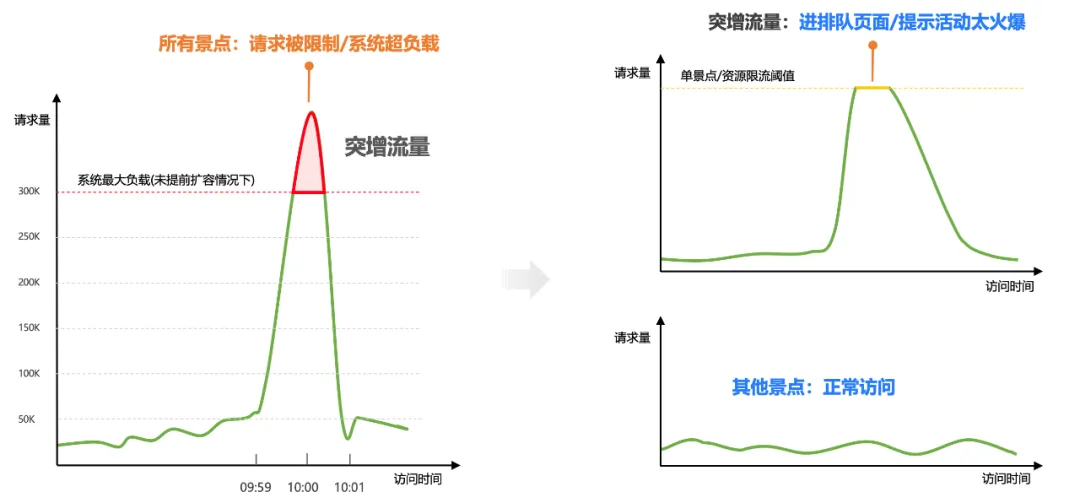 所有景点：请求被限制/系统超负载
请求量
突增流量
系统最大负载(未提前扩容情况下)
300K
250K
200K
150K
100K
50K
09:59
10:00
10:01
访问时间
突增流量：进排队页面/提示活动太火爆
请求量
单景点/资源限流阈值
访问时间
请求量
其他景点：正常访问
访问时间